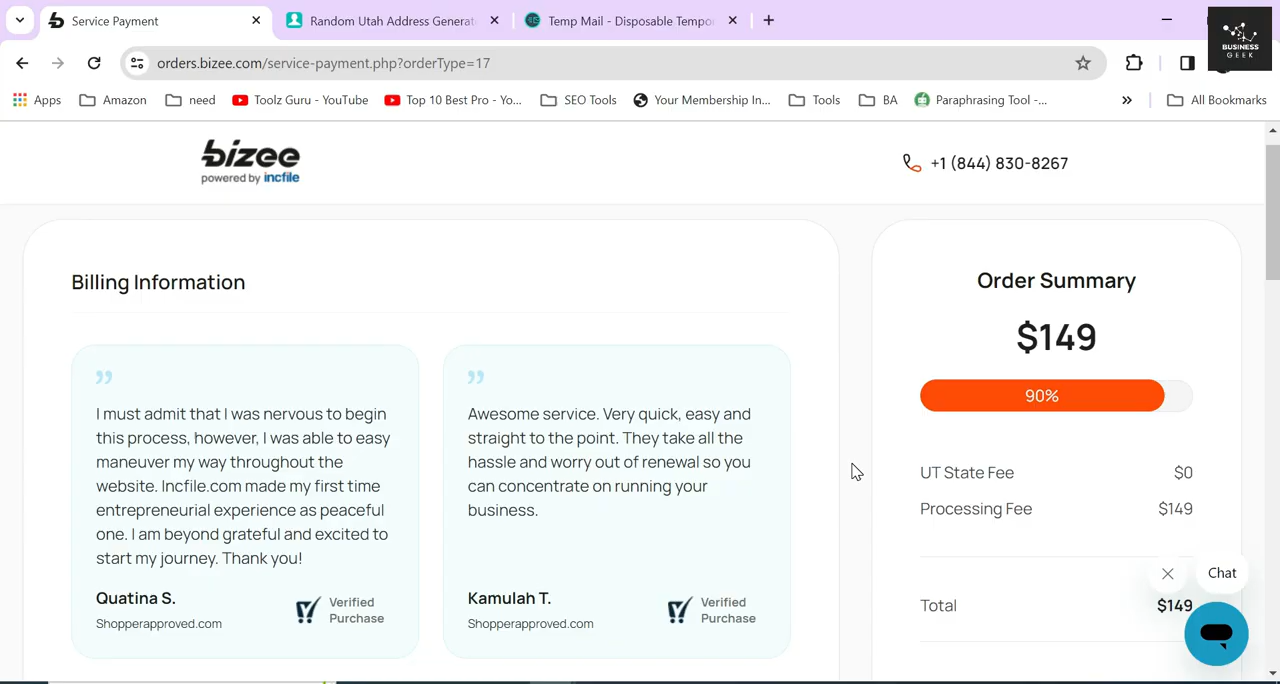 Service Payment
Random Utah Address Generat
Temp Mail - Disposable Tempo
BUSINESS
GEEK
orders.bizee.com/service-payment.php?orderType=17
Apps
Amazon
need
Toolz Guru - YouTube
Top 10 Best Pro - Yo...
SEO Tools
Your Membership In...
Tools
BA
Paraphrasing Tool -...
All Bookmarks
bizee
powered by incfile
+1 (844) 830-8267
Billing Information
Order Summary
$149
90%
UT State Fee $0
Processing Fee $149
Total $149
Chat
I must admit that I was nervous to begin
this process, however, I was able to easy
maneuver my way throughout the
website. Incfile.com made my first time
entrepreneurial experience as peaceful
one. I am beyond grateful and excited to
start my journey. Thank you!
Quatina S.
Shopperapproved.com
Verified
Purchase
Awesome service. Very quick, easy and
straight to the point. They take all the
hassle and worry out of renewal so you
can concentrate on running your
business.
Kamulah T.
Shopperapproved.com
Verified
Purchase